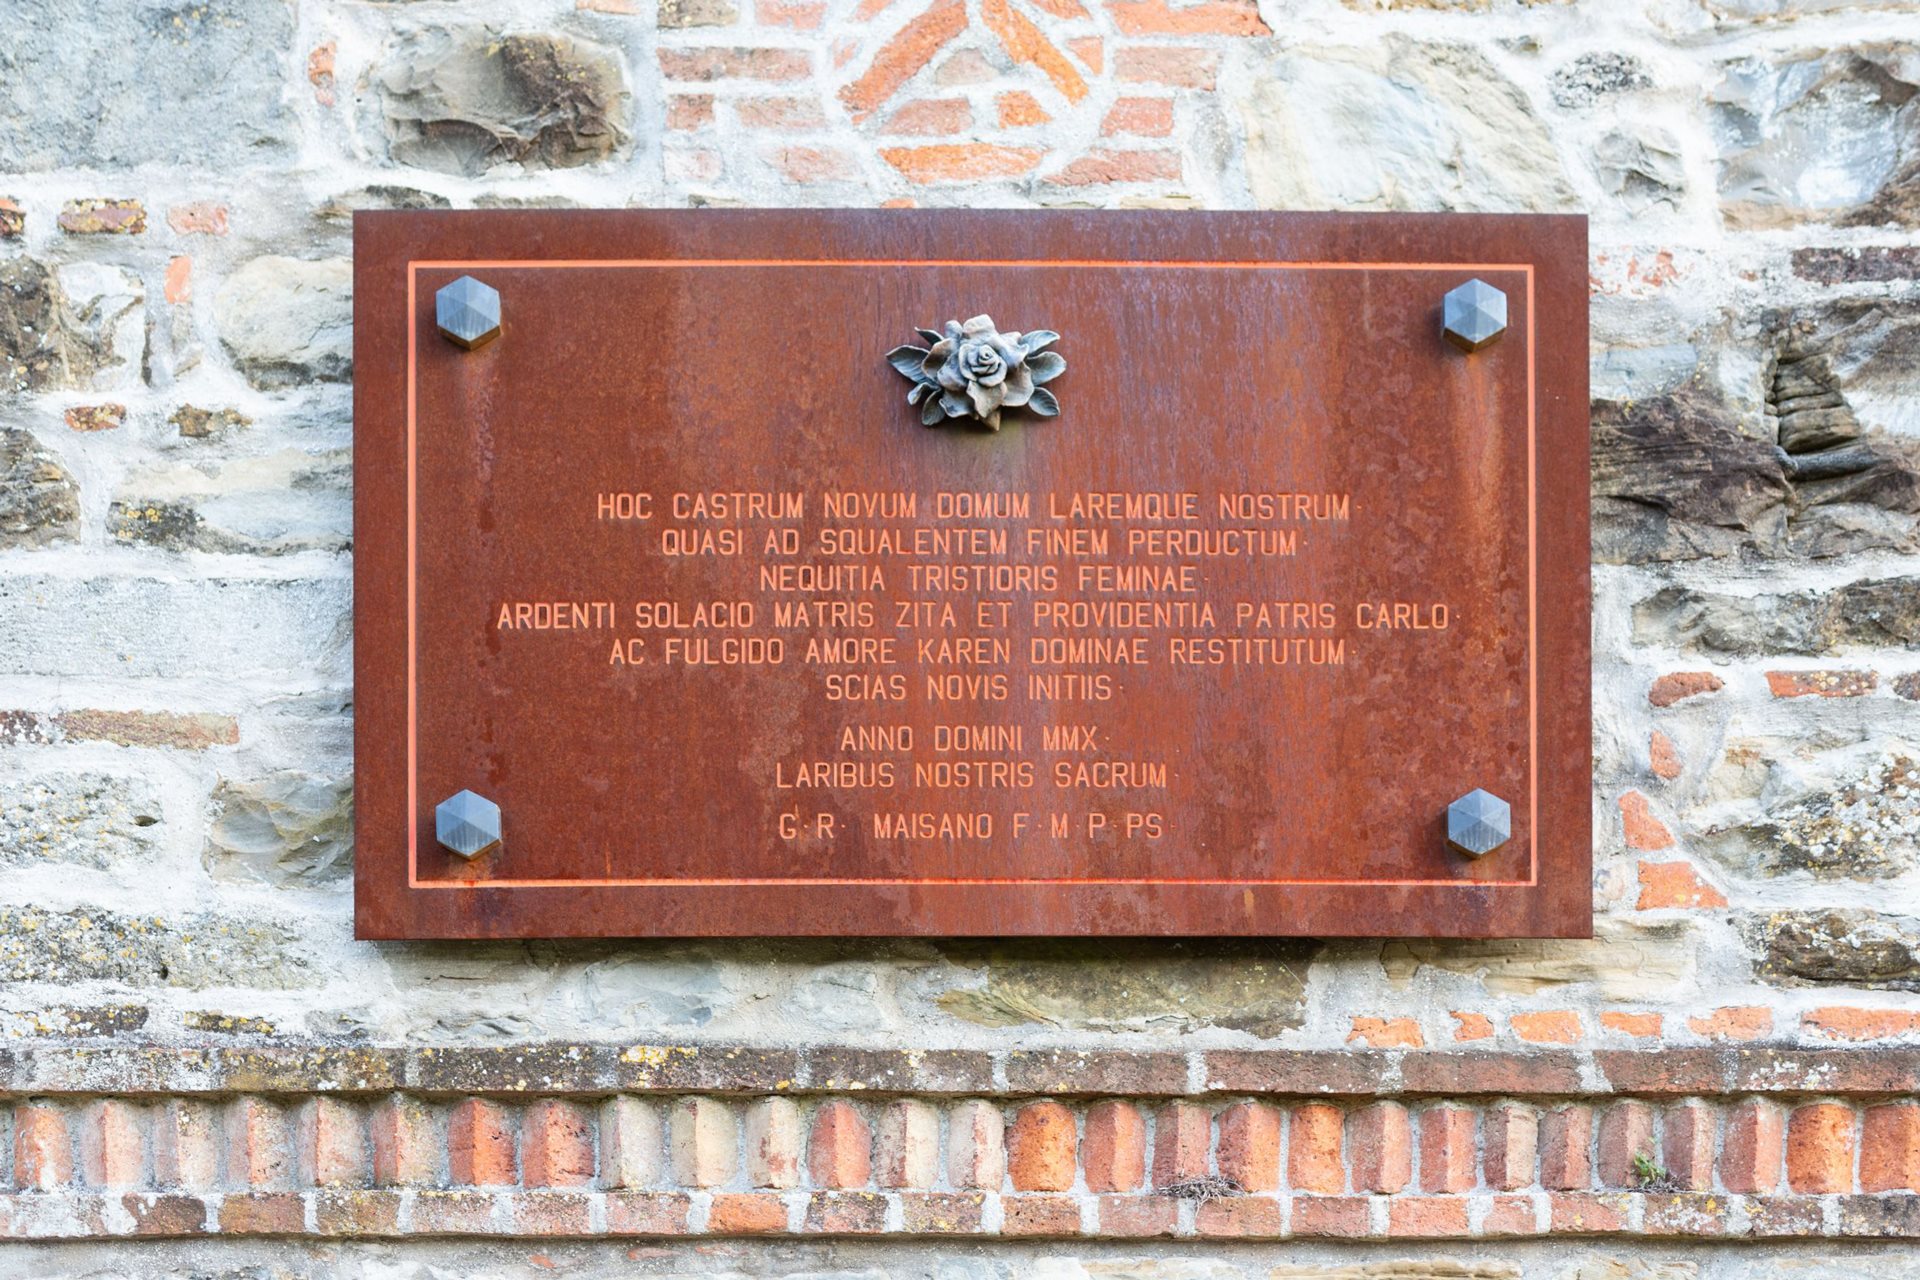 HOC CASTRUM NOVUM DOMUM LAREMQUE NOSTRUM·
QUASI AD SQUALENTEM FINEM PERDUCTUM·
NEQUITIA TRISTIORIS FEMINAE·
ARDENTI SOLACIO MATRIS ZITA ET PROVIDENTIA PATRIS CARLO·
AC FULGIDO AMORE KAREN DOMINAE RESTITUTUM·
SCIAS NOVIS INITIIS·
ANNO DOMINI MMX·
LARIBUS NOSTRIS SACRUM·
G·R· MAISANO F·M·P·PS·